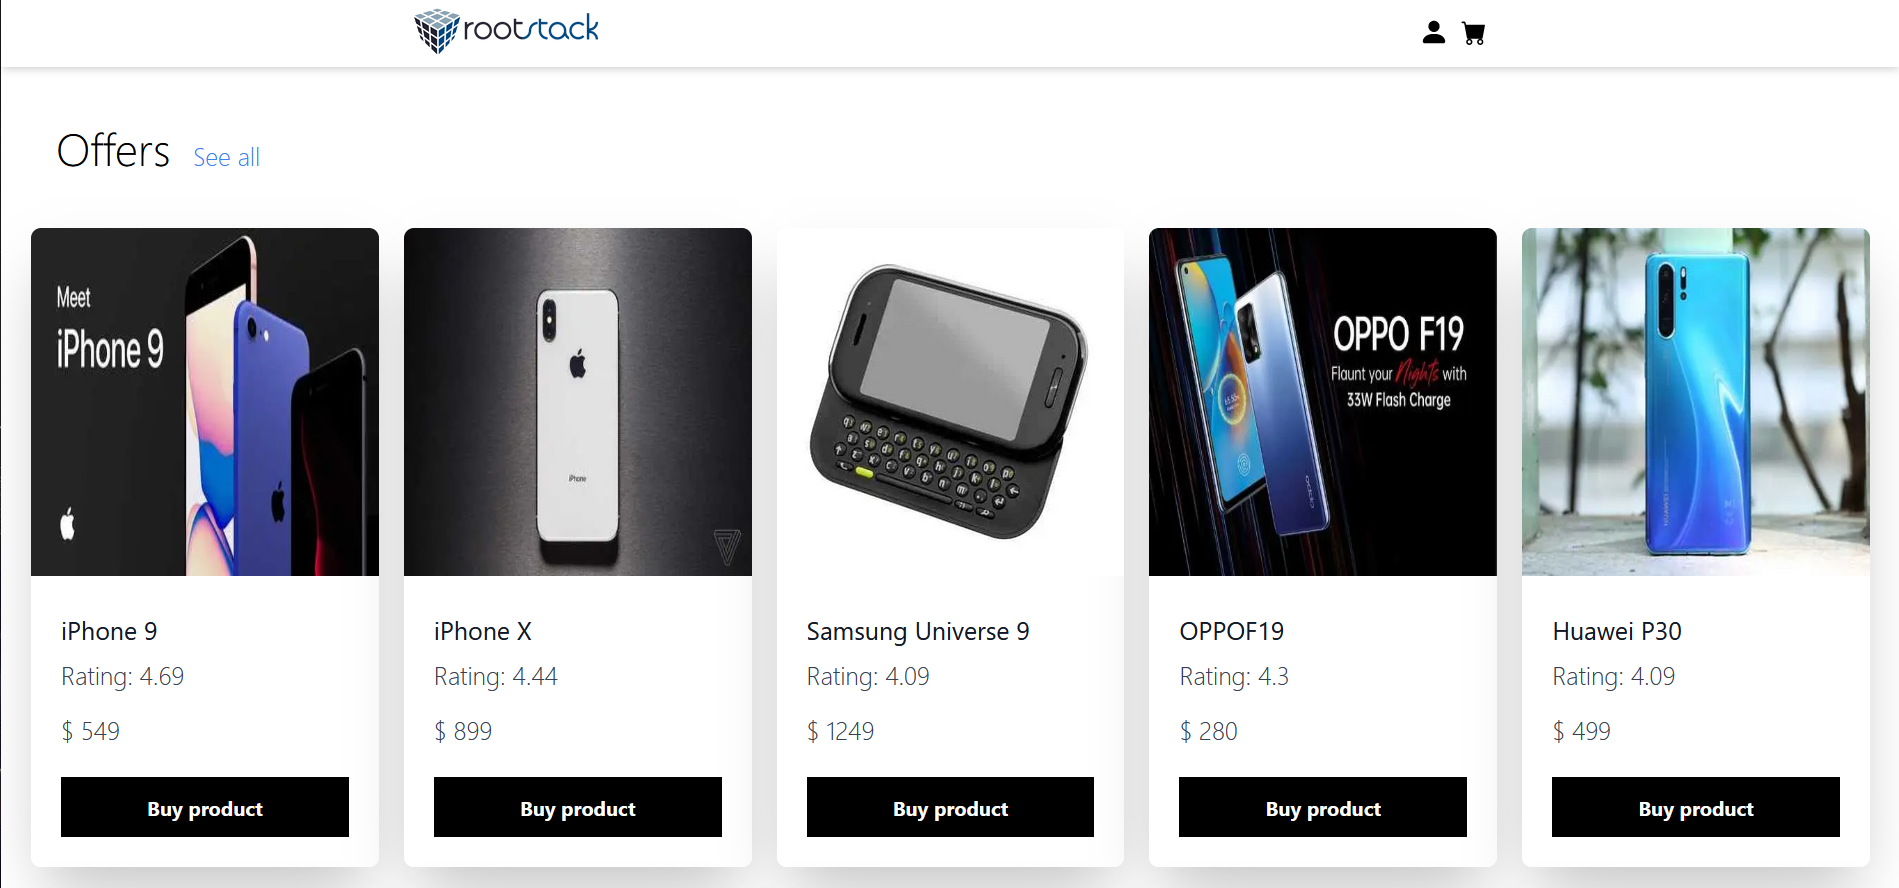 rootstack
Offers See all
Meet
iPhone 9
iPhone
OPPO F19
Flaunt your Nights with
33W Flash Charge
OPPO
HUAWEI
iPhone 9
Rating: 4.69
$ 549
Buy product
iPhone X
Rating: 4.44
$ 899
Buy product
Samsung Universe 9
Rating: 4.09
$ 1249
Buy product
OPPOF19
Rating: 4.3
$ 280
Buy product
Huawei P30
Rating: 4.09
$ 499
Buy product